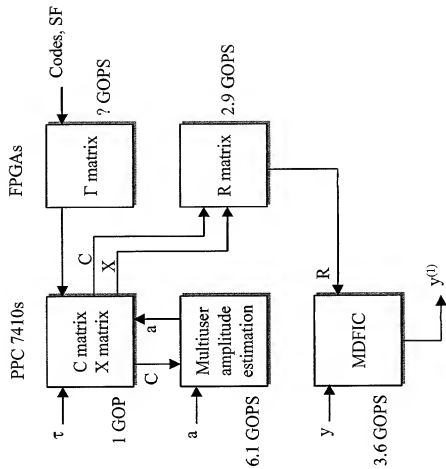 PPC 7410s
FPGAs
Codes, SF
τ
C matrix
X matrix
1 GOP
Γ matrix
? GOPS
C
X
C
a
a
Multiuser
amplitude
estimation
6.1 GOPS
R matrix
2.9 GOPS
R
y
MDFIC
3.6 GOPS
y(1)